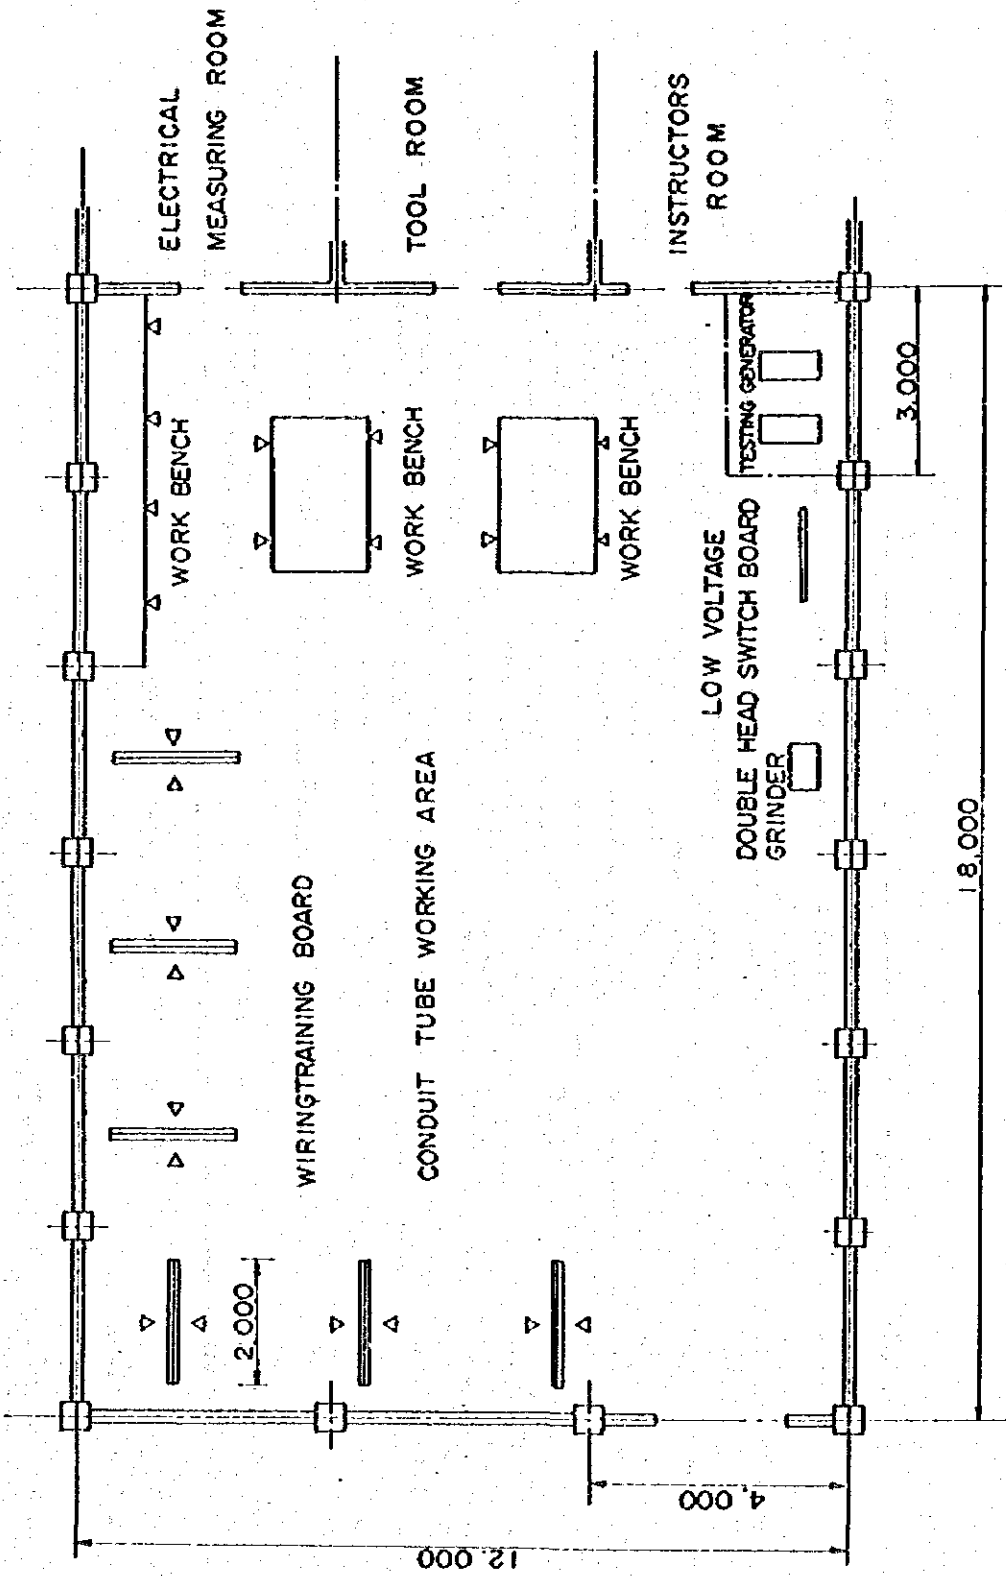 ELECTRICAL
MEASURING ROOM
TOOL ROOM
INSTRUCTORS
ROOM
WORK BENCH
WORK BENCH
WORK BENCH
TESTING GENERATOR
3,000
LOW VOLTAGE
DOUBLE HEAD SWITCH BOARD
GRINDER
WIRINGTRAINING BOARD
CONDUIT TUBE WORKING AREA
2.000
18,000
4,000
12.000